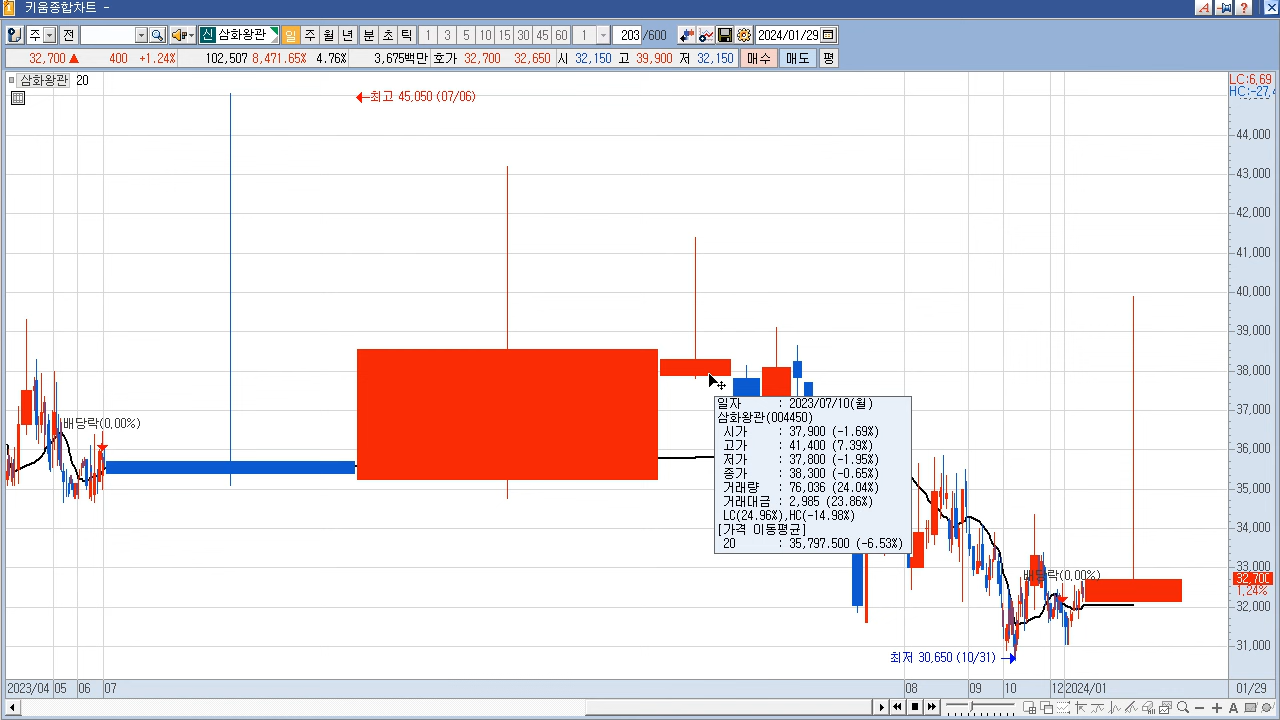 키움종합차트 -
주 전 신 삼화왕관 일 주 월 년 분 초 틱 1 3 5 10 15 30 45 60 1 203 /600 2024/01/29
32,700 ▲ 400 +1.24% 102,507 8,471.65% 4.76% 3,675백만 호가 32,700 32,650 시 32,150 고 39,900 저 32,150 매수 매도 평
삼화왕관 20
LC:6,69
HC:-27,4
←최고 45,050 (07/06)
44,000
43,000
42,000
41,000
40,000
39,000
38,000
37,000
36,000
35,000
34,000
33,000
32,700
1.24%
32,000
31,000
배당락(0,00%)
일자 : 2023/07/10(월)
삼화왕관(004450)
시가 : 37,900 (-1.69%)
고가 : 41,400 (7.39%)
저가 : 37,800 (-1.95%)
종가 : 38,300 (-0.65%)
거래량 : 76,036 (24.04%)
거래대금 : 2,985 (23.86%)
LC(24.96%),HC(-14.98%)
[가격 이동평균]
20 : 35,797.500 (-6.53%)
배당락(0,00%)
최저 30,650 (10/31) →
2023/04 05 06 07 08 09 10 12 2024/01 01/29